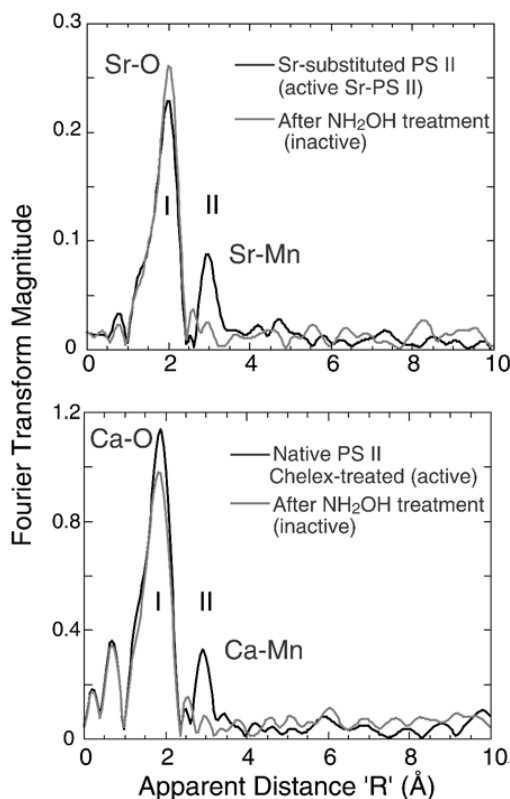 0.3
Sr-O
Sr-substituted PS II
(active Sr-PS II)
After NH₂OH treatment
(inactive)
0.2
I
II
0.1
Sr-Mn
0
0 2 4 6 8 10
Fourier Transform Magnitude
1.2
Ca-O
Native PS II
Chelex-treated (active)
After NH₂OH treatment
(inactive)
0.8
I
II
0.4
Ca-Mn
0
0 2 4 6 8 10
Apparent Distance 'R' (Å)